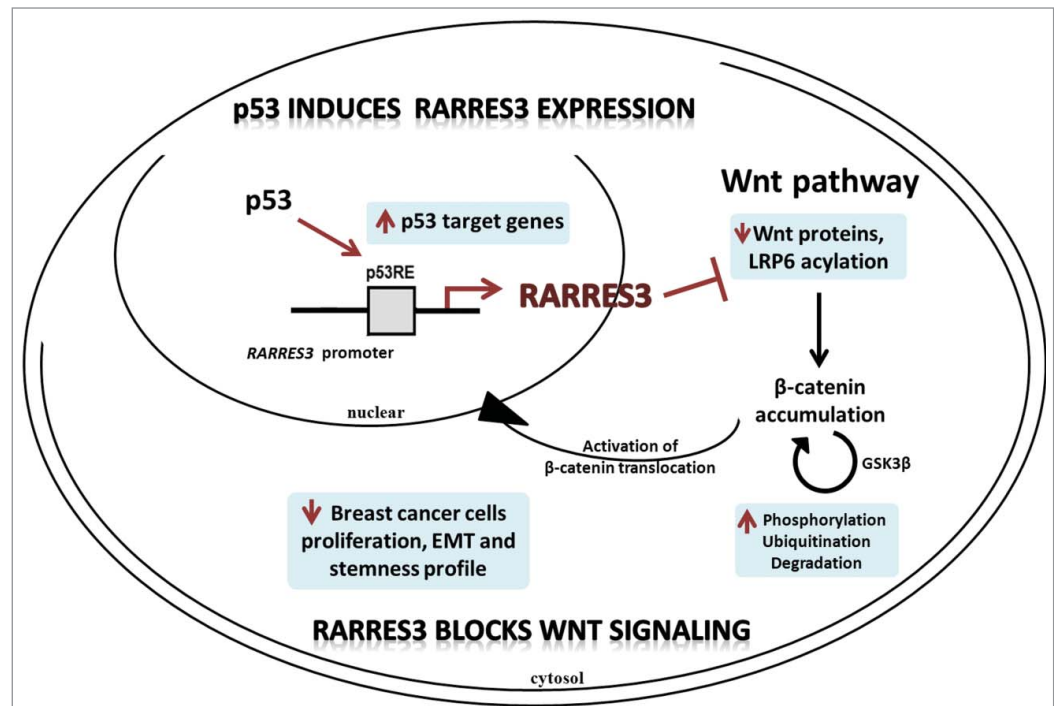 p53 INDUCES RARRES3 EXPRESSION
Wnt pathway
p53
p53 target genes
Wnt proteins,
LRP6 acylation
p53RE
RARRES3
RARRES3 promoter
nuclear
β-catenin
accumulation
Activation of
β-catenin translocation
GSK3β
Breast cancer cells
proliferation, EMT and
stemness profile
Phosphorylation
Ubiquitination
Degradation
RARRES3 BLOCKS WNT SIGNALING
cytosol